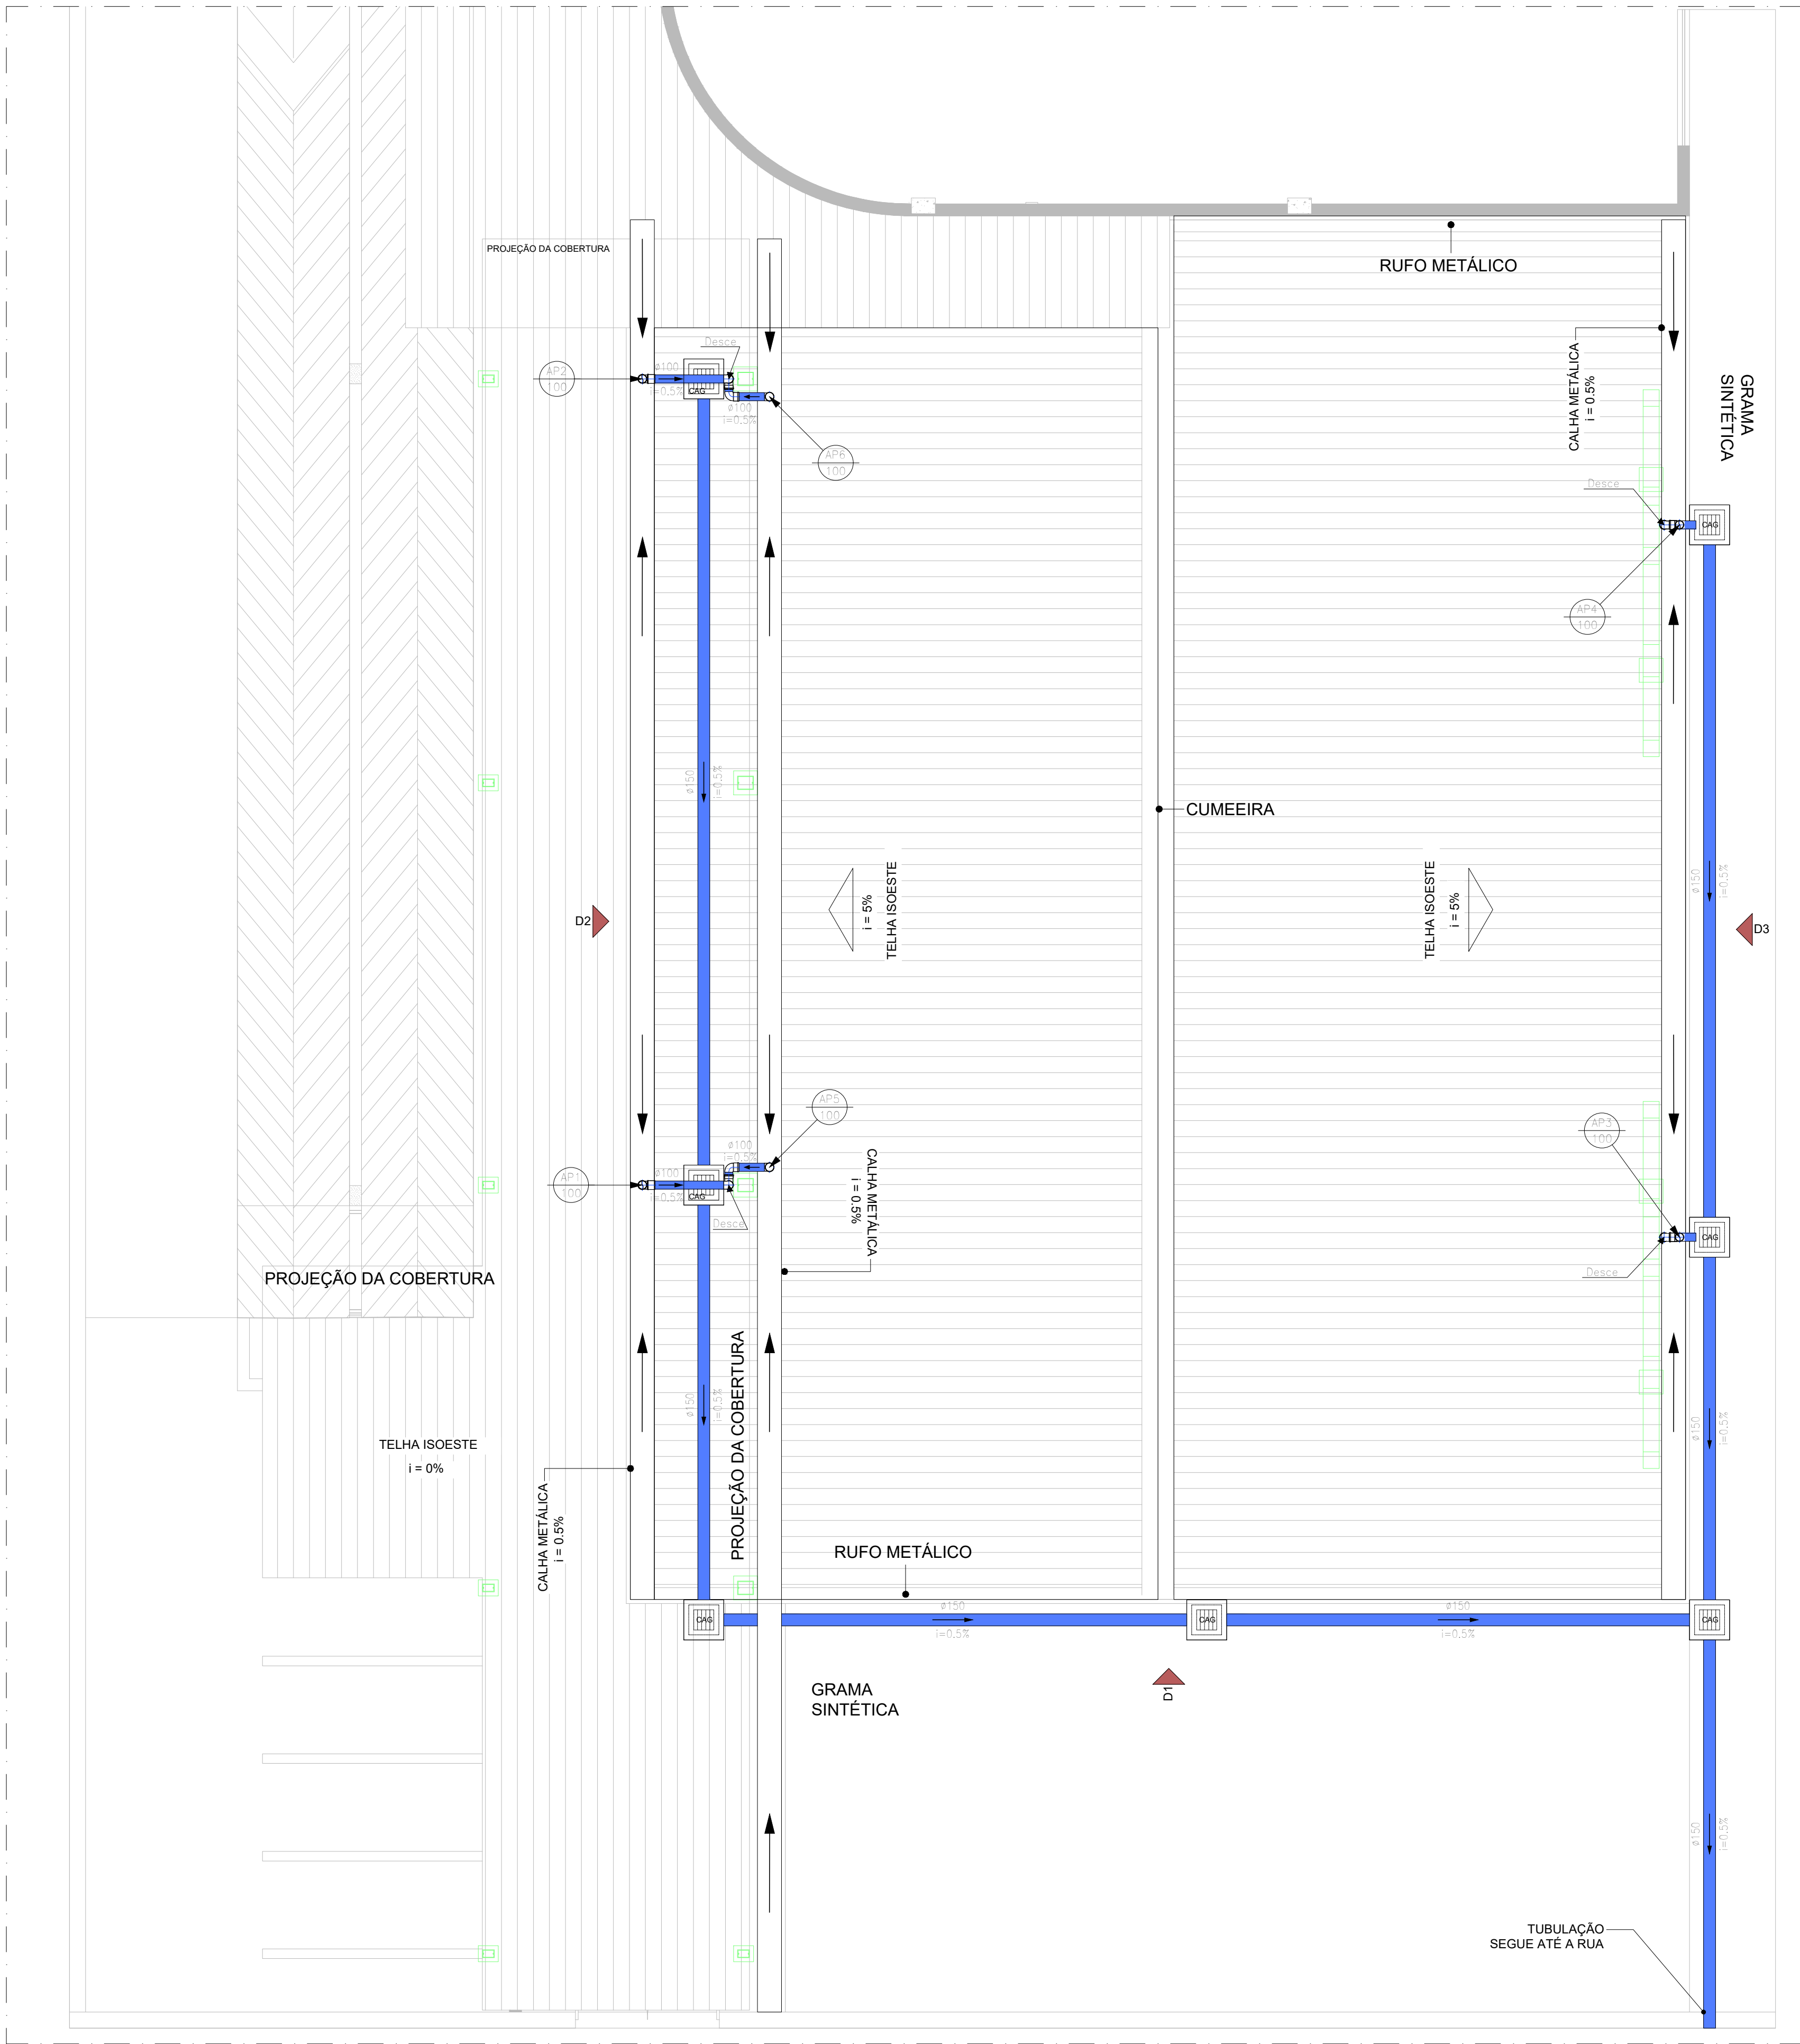 PROJEÇÃO DA COBERTURA
RUFO METÁLICO
CALHA METÁLICA
i = 0.5%
GRAMA
SINTÉTICA
Desce
AP2
100
ø100
i=0.5%
CAG
ø100
i=0.5%
AP6
100
Desce
CAG
AP4
100
ø150
i=0.5%
CUMEEIRA
D2
i = 5%
TELHA ISOESTE
TELHA ISOESTE
i = 5%
ø150
i=0.5%
D3
AP5
100
ø100
i=0.5%
AP1
100
ø100
i=0.5%
CAG
Desce
CALHA METÁLICA
i = 0.5%
AP3
100
CAG
Desce
PROJEÇÃO DA COBERTURA
PROJEÇÃO DA COBERTURA
ø150
i=0.5%
ø150
i=0.5%
TELHA ISOESTE
i = 0%
CALHA METÁLICA
i = 0.5%
RUFO METÁLICO
CAG
ø150
i=0.5%
CAG
ø150
i=0.5%
CAG
GRAMA
SINTÉTICA
D1
ø150
i=0.5%
TUBULAÇÃO
SEGUE ATÉ A RUA